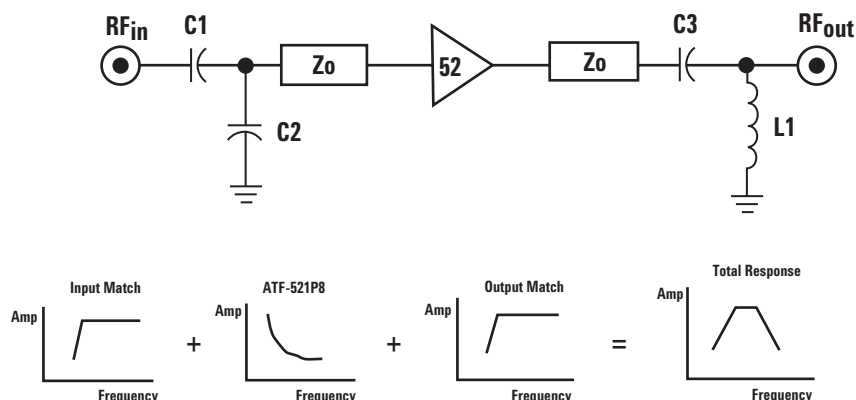 RFin C1 C3 RFout
Zo 52 Zo
C2 L1
Input Match ATF-521P8 Output Match Total Response
Amp Amp Amp Amp
+ + =
Frequency Frequency Frequency Frequency